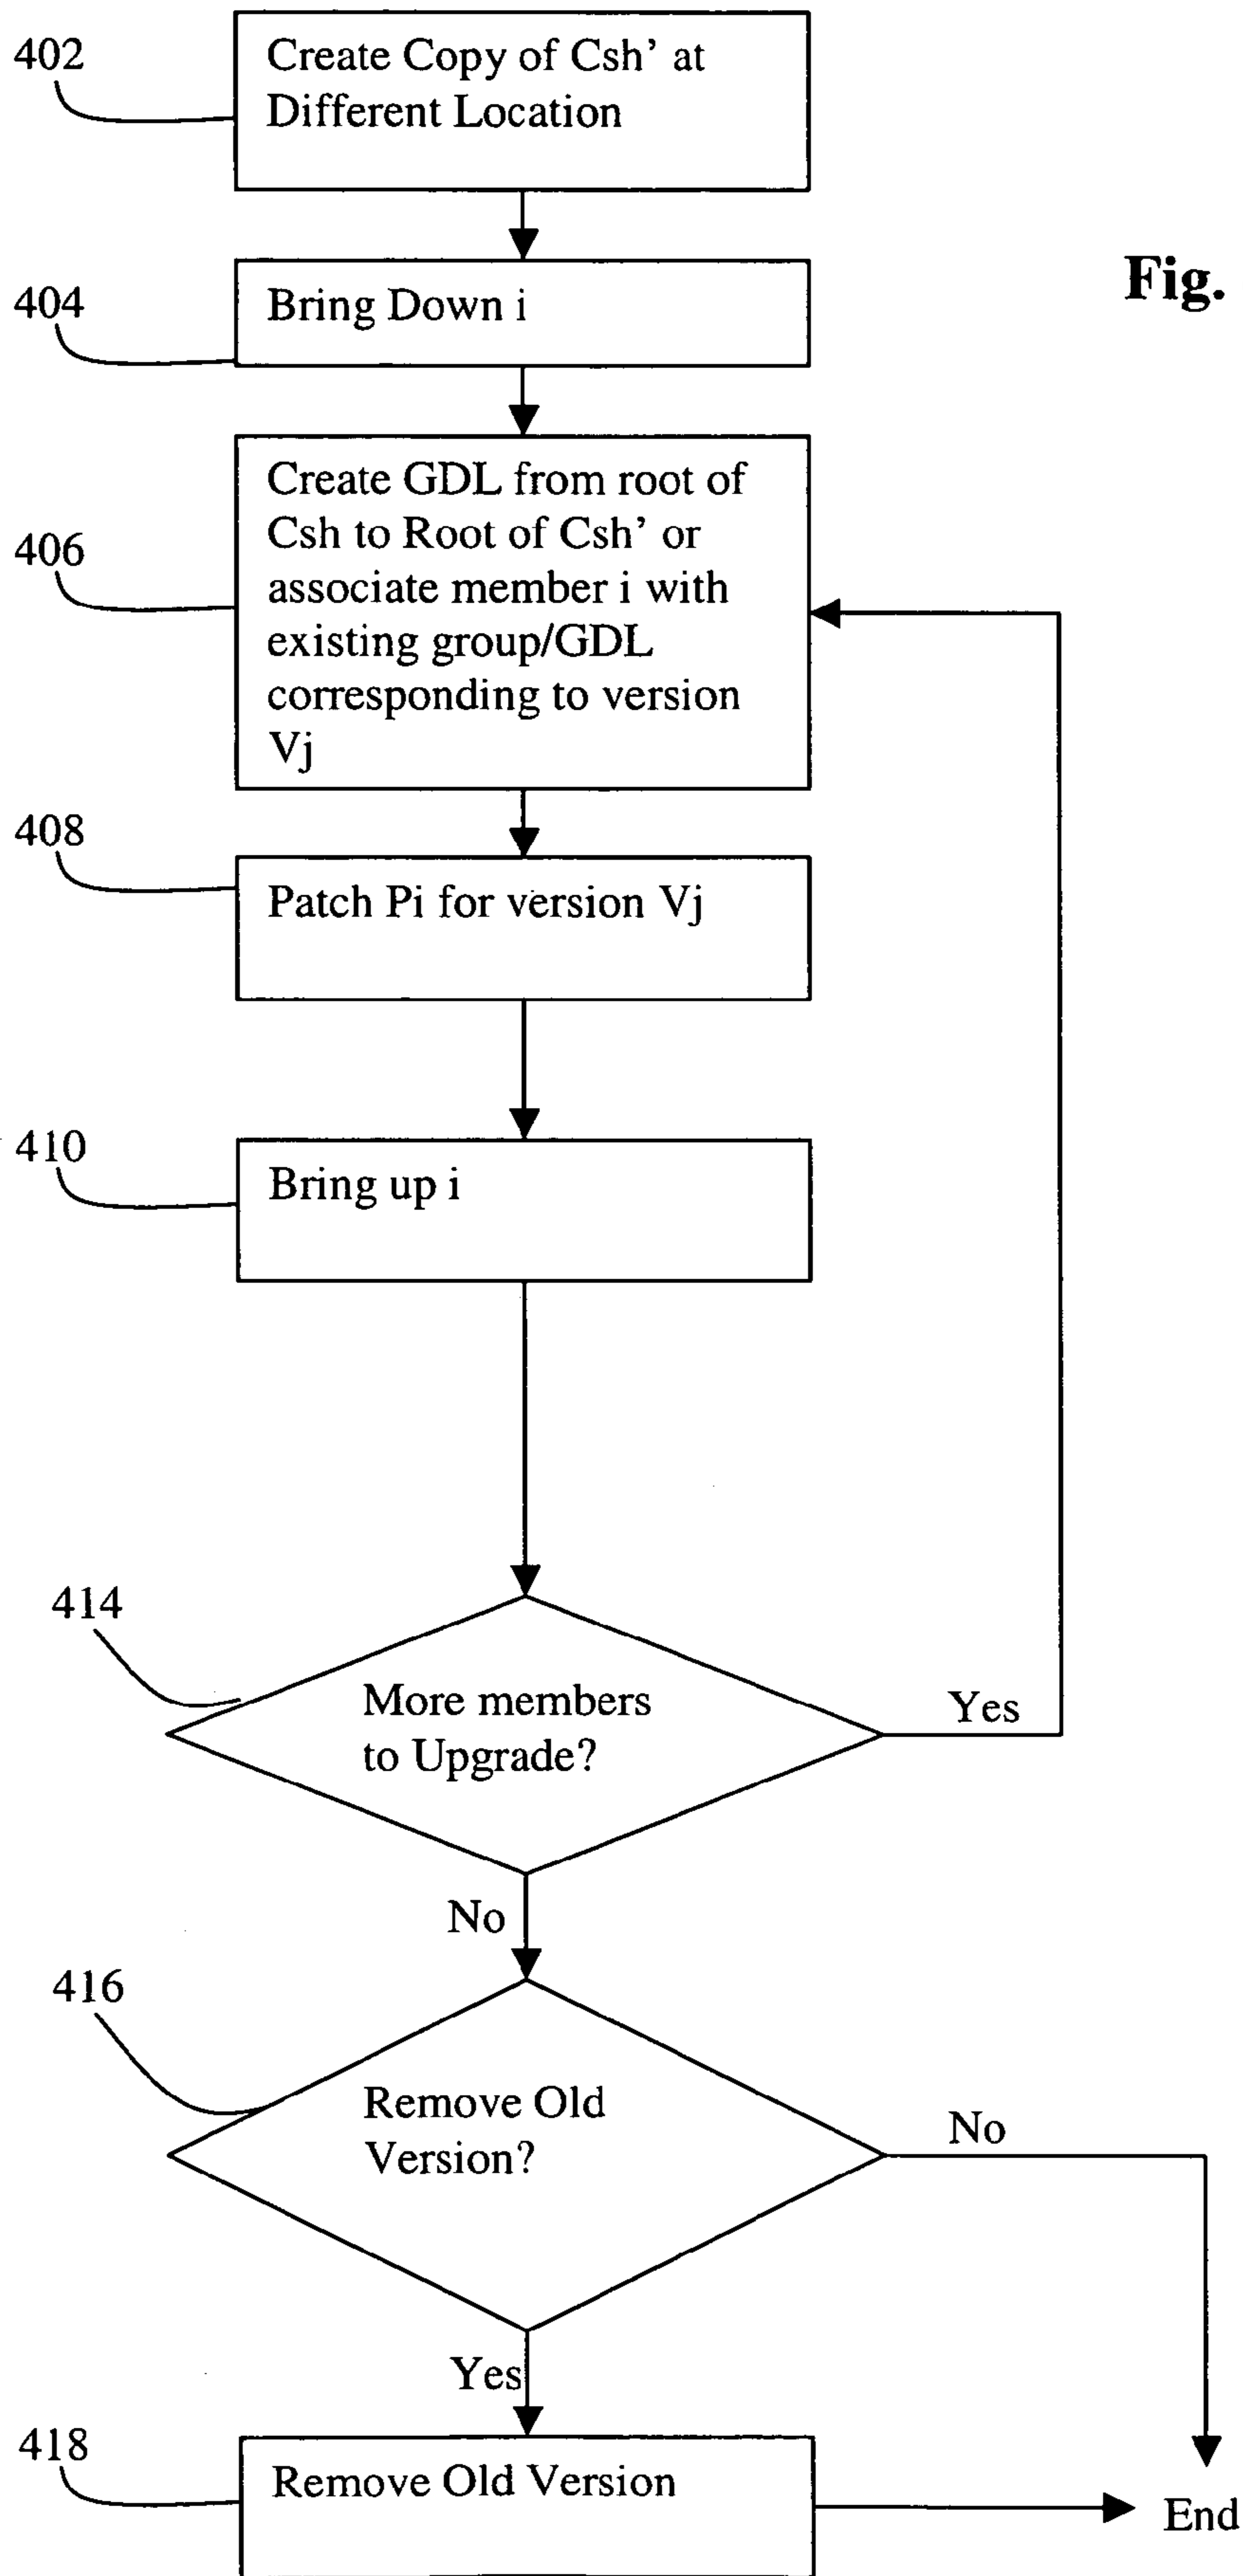 402
Create Copy of Csh’ at
Different Location
Fig.
404
Bring Down i
406
Create GDL from root of
Csh to Root of Csh’ or
associate member i with
existing group/GDL
corresponding to version
Vj
408
Patch Pi for version Vj
410
Bring up i
414
More members
to Upgrade?
Yes
No
416
Remove Old
Version?
No
Yes
418
Remove Old Version
End